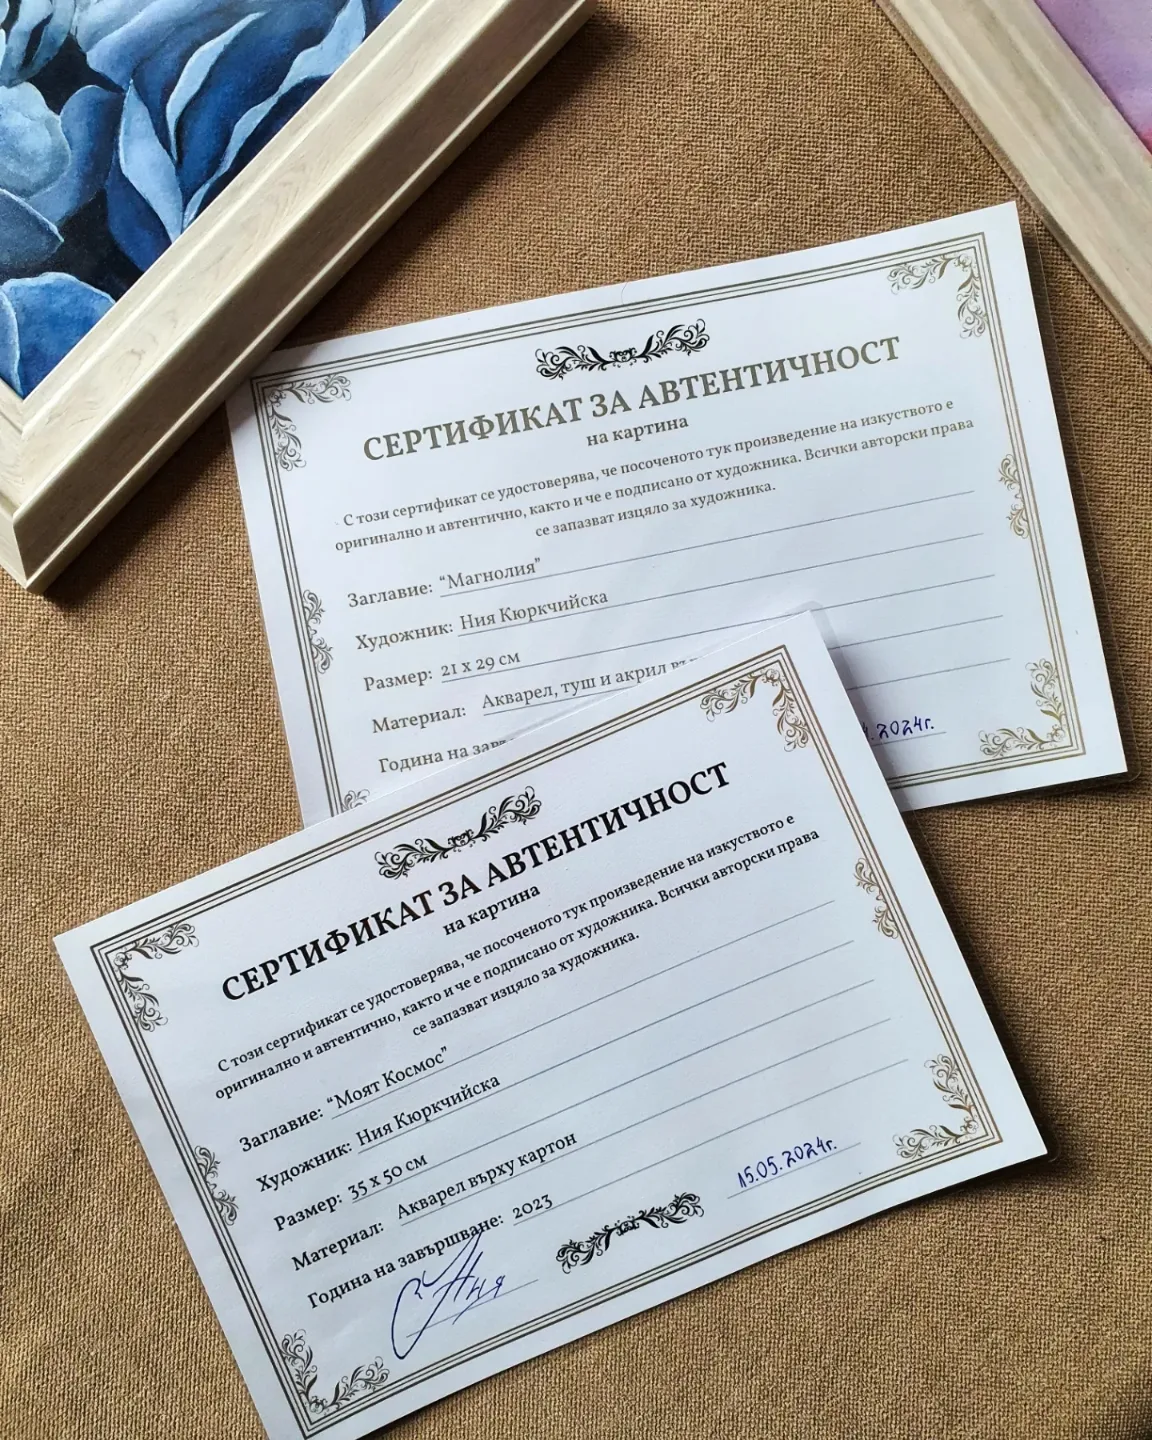 СЕРТИФИКАТ ЗА АВТЕНТИЧНОСТ
на картина
С този сертификат се удостоверява, че посоченото тук произведение на изкуството е
оригинално и автентично, както и че е подписано от художника. Всички авторски права
се запазват изцяло за художника.
Заглавие: “Магнолия”
Художник: Ния Кюркчийска
Размер: 21 x 29 см
Материал: Акварел, туш и акрил
Година на
2024г.
СЕРТИФИКАТ ЗА АВТЕНТИЧНОСТ
на картина
С този сертификат се удостоверява, че посоченото тук произведение на изкуството е
оригинално и автентично, както и че е подписано от художника. Всички авторски права
се запазват изцяло за художника.
Заглавие: “Моят Космос”
Художник: Ния Кюркчийска
Размер: 35 x 50 см
Материал: Акварел върху картон
Година на завършване: 2023
15.05.2024г.
Ния